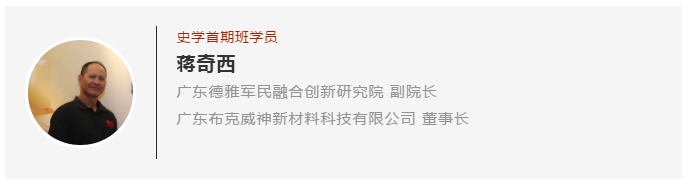 史学首期班学员
蒋奇西
广东德雅军民融合创新研究院 副院长
广东布克威神新材料科技有限公司 董事长